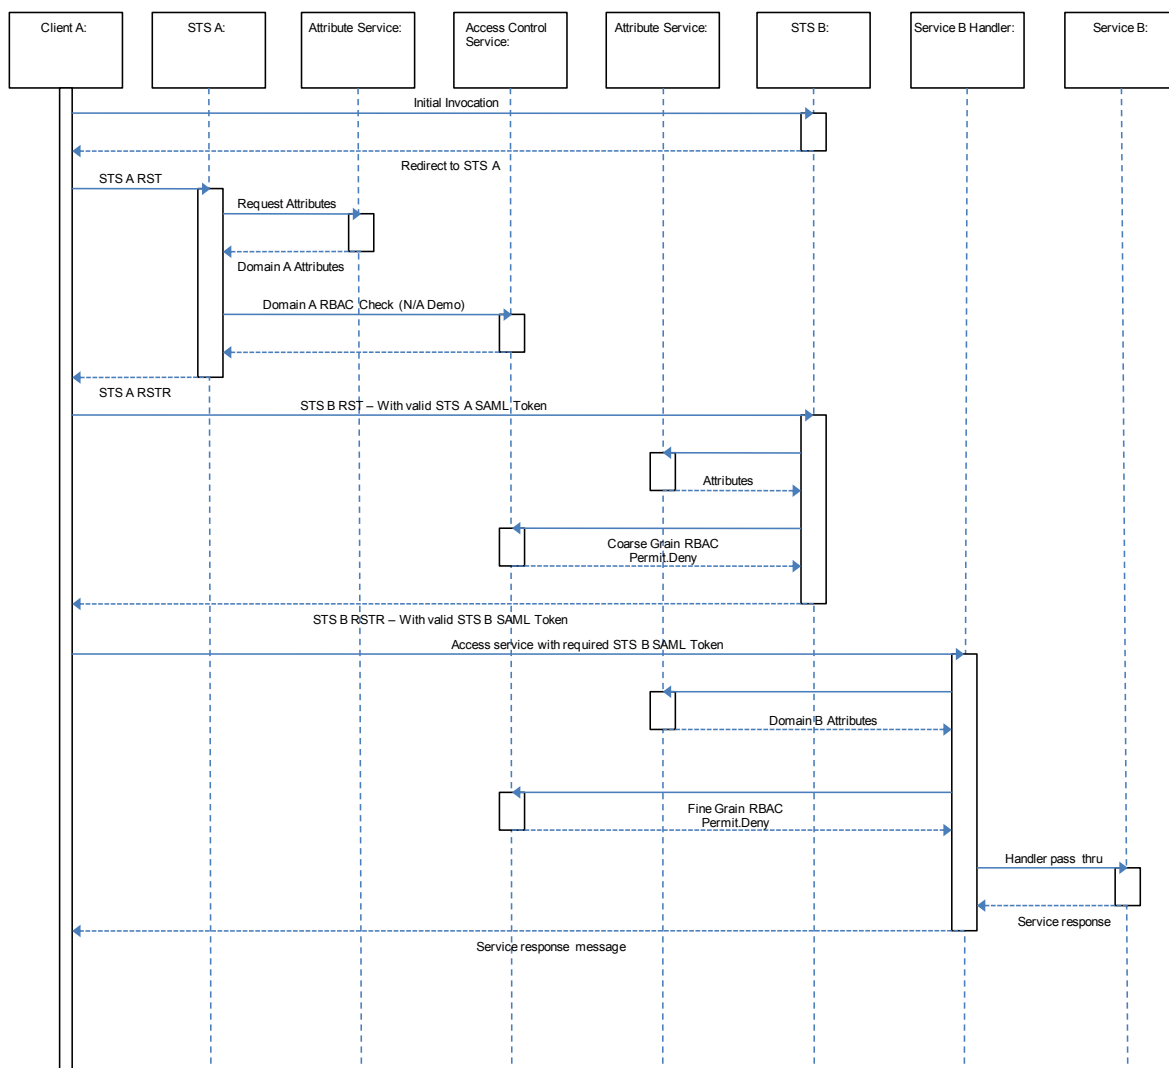 Client A:
STS A:
Attribute Service:
Access Control
Service:
Attribute Service:
STS B:
Service B Handler:
Service B:
Initial Invocation
Redirect to STS A
STS A RST
Request Attributes
Domain A Attributes
Domain A RBAC Check (N/A Demo)
STS A RSTR
STS B RST – With valid STS A SAML Token
Attributes
Coarse Grain RBAC
Permit.Deny
STS B RSTR – With valid STS B SAML Token
Access service with required STS B SAML Token
Domain B Attributes
Fine Grain RBAC
Permit.Deny
Handler pass thru
Service response
Service response message